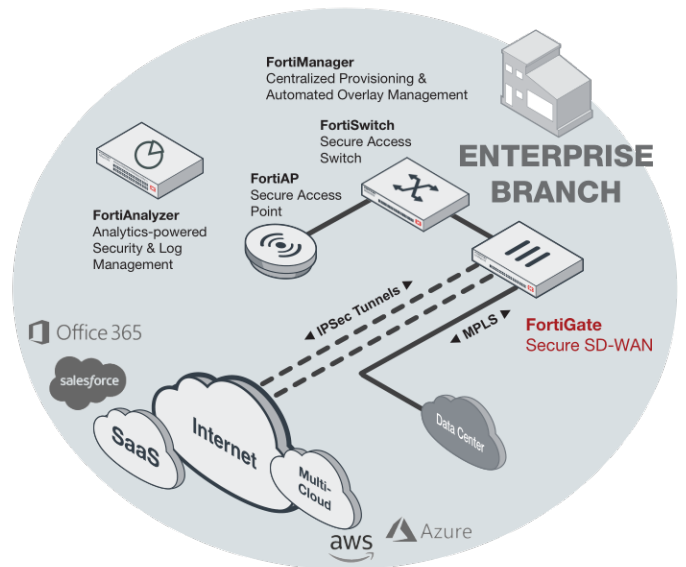 FortiManager
Centralized Provisioning &
Automated Overlay Management
FortiSwitch
Secure Access
Switch
ENTERPRISE
BRANCH
FortiAP
Secure Access
Point
FortiAnalyzer
Analytics-powered
Security & Log
Management
◄ IPSec Tunnels ►
◄ MPLS ►
FortiGate
Secure SD-WAN
Office 365
salesforce
SaaS
Internet
Multi-
Cloud
Data Center
aws
Azure